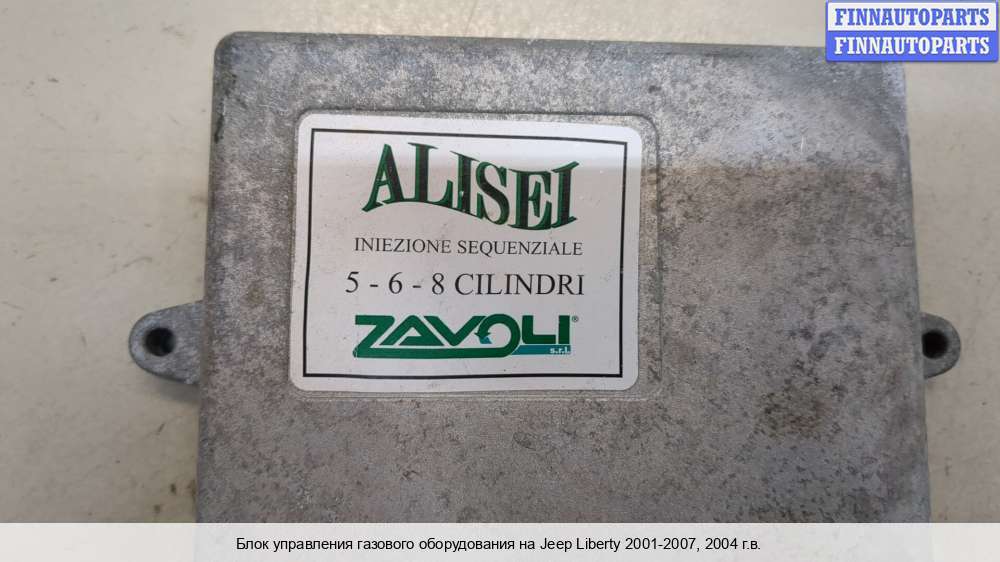 FINNAUTOPARTS
FINNAUTOPARTS
ALISEI
INIEZIONE SEQUENZIALE
5 - 6 - 8 CILINDRI
ZAVOLI®
s.r.l.
Блок управления газового оборудования на Jeep Liberty 2001-2007, 2004 г.в.